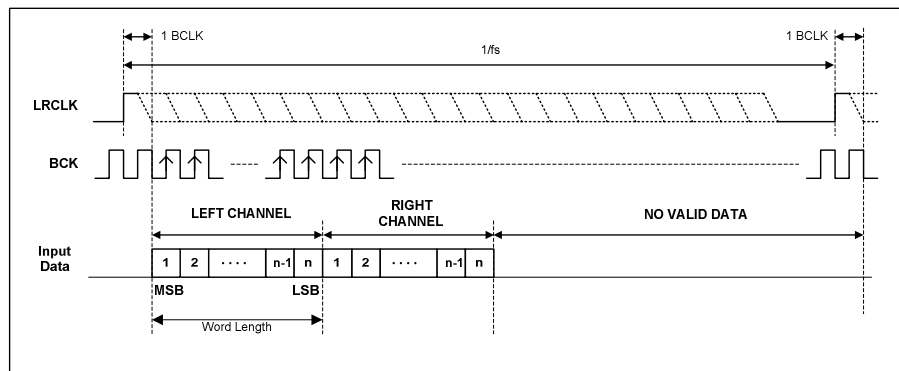 1 BCLK 1 BCLK
1/fs
LRCLK
BCK
LEFT CHANNEL
RIGHT
CHANNEL
NO VALID DATA
Input
Data
1 2 · · · · n-1 n 1 2 · · · · n-1 n
MSB LSB
Word Length